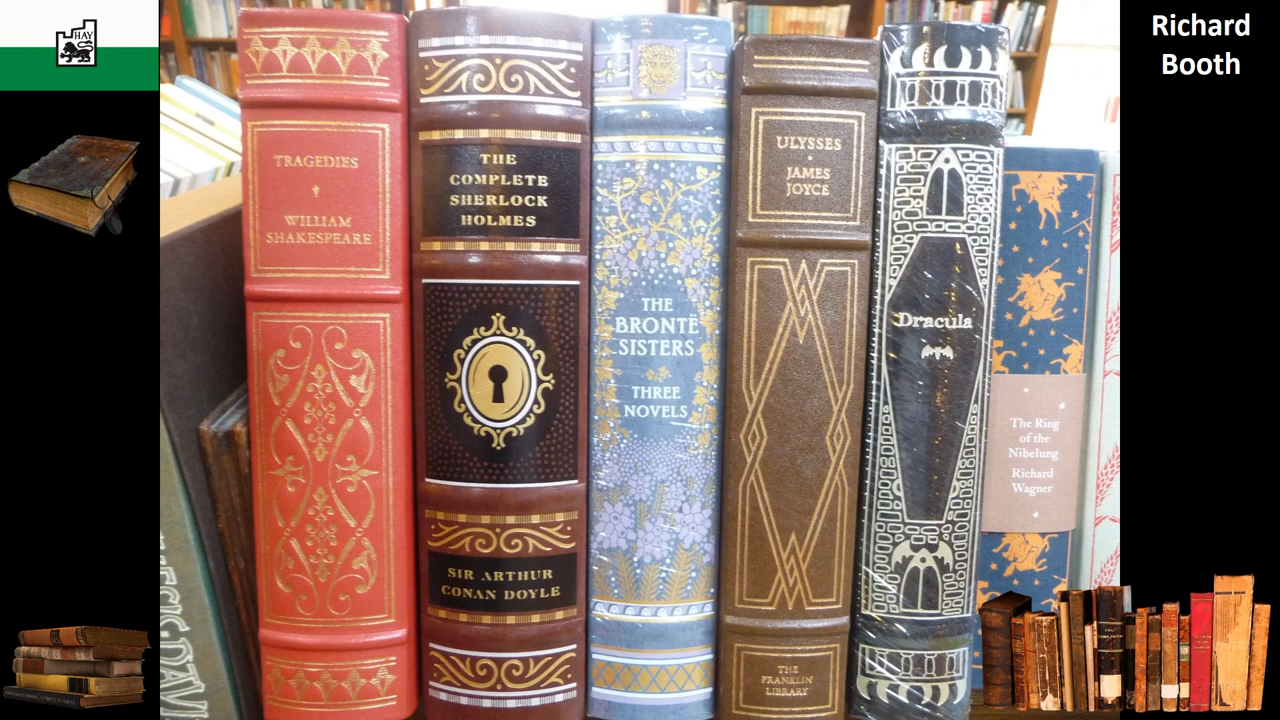 HAY
Richard
Booth
TRAGEDIES
WILLIAM
SHAKESPEARE
THE
COMPLETE
SHERLOCK
HOLMES
SIR ARTHUR
CONAN DOYLE
THE
BRONTË
SISTERS
THREE
NOVELS
ULYSSES
JAMES
JOYCE
THE
FRANKLIN
LIBRARY
Dracula
The Ring
of the
Nibelung
Richard
Wagner